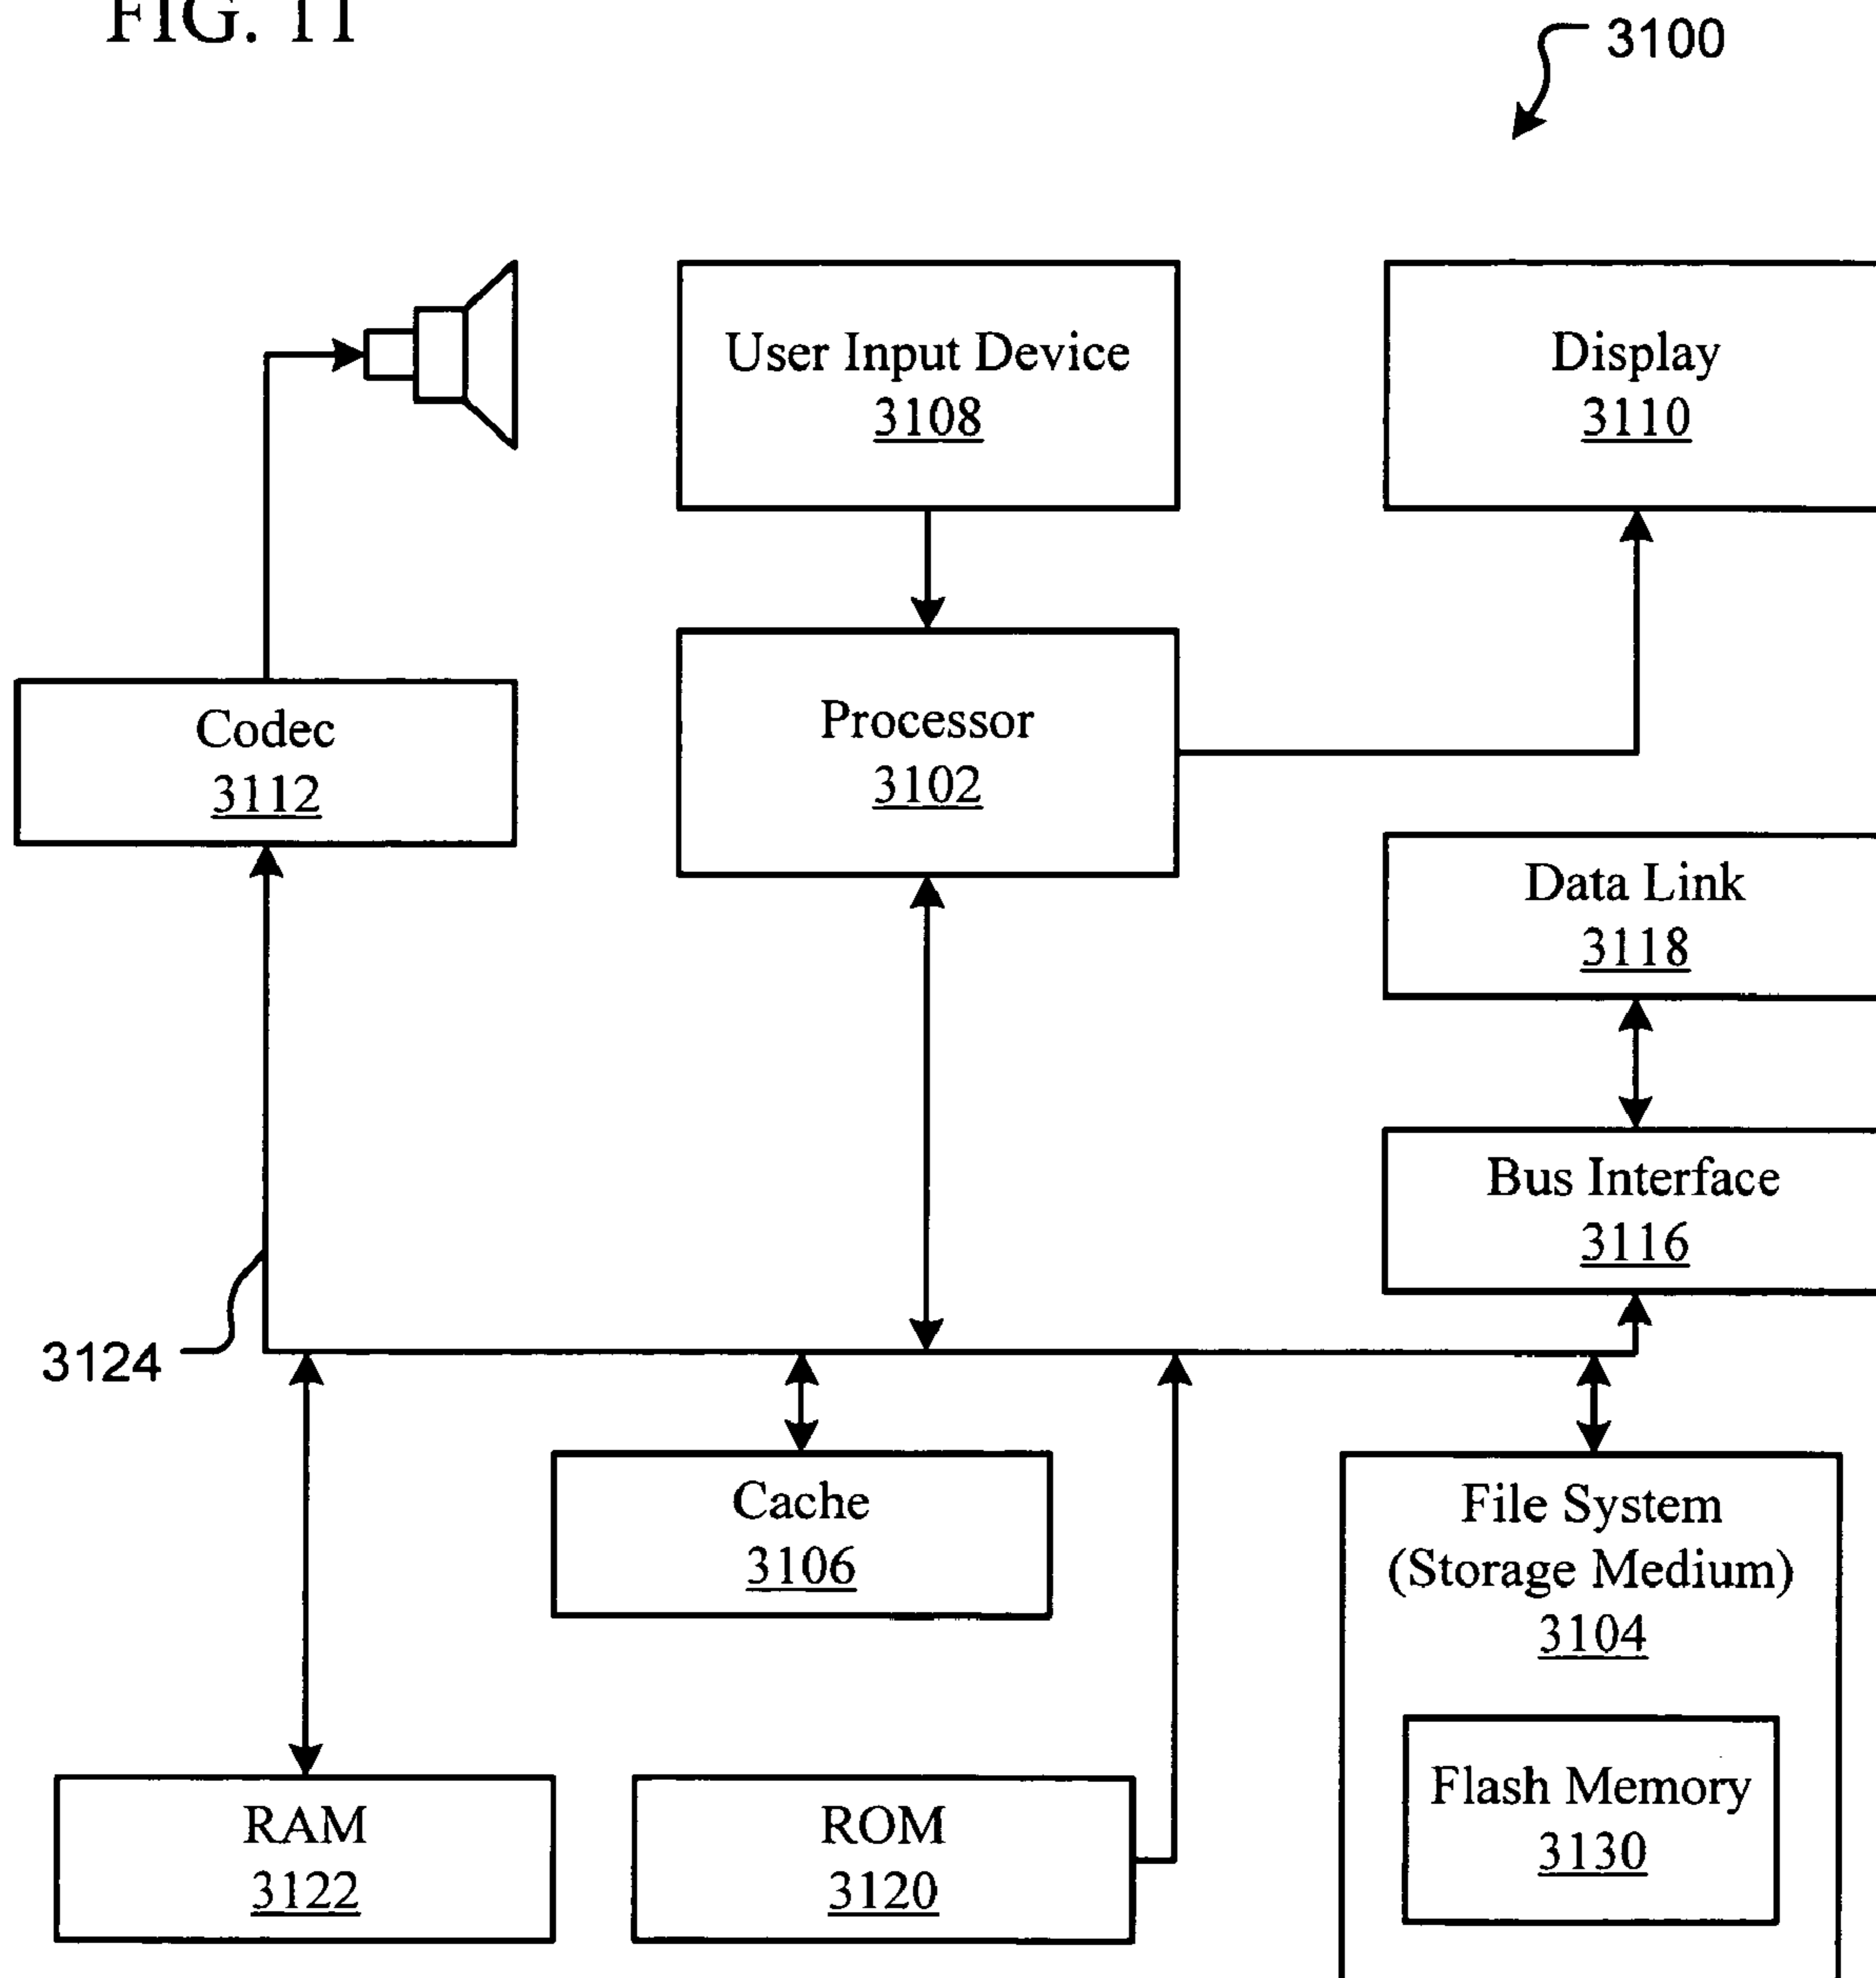 FIG. 11
3100
User Input Device
3108
Display
3110
Codec
3112
Processor
3102
Data Link
3118
Bus Interface
3116
3124
Cache
3106
File System
(Storage Medium)
3104
Flash Memory
3130
RAM
3122
ROM
3120